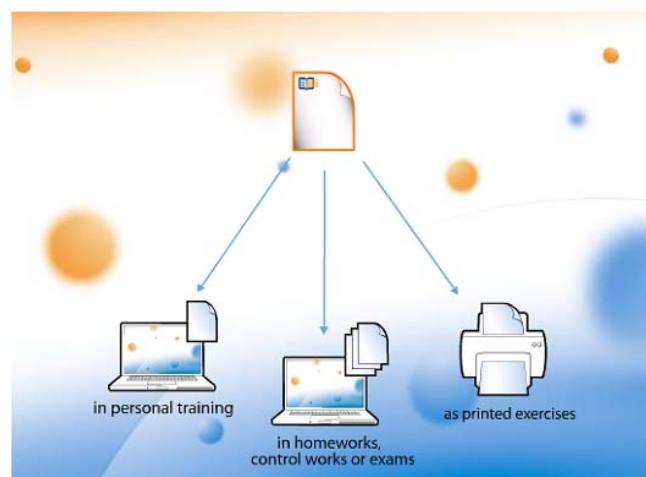 in personal training
in homeworks,
control works or exams
as printed exercises